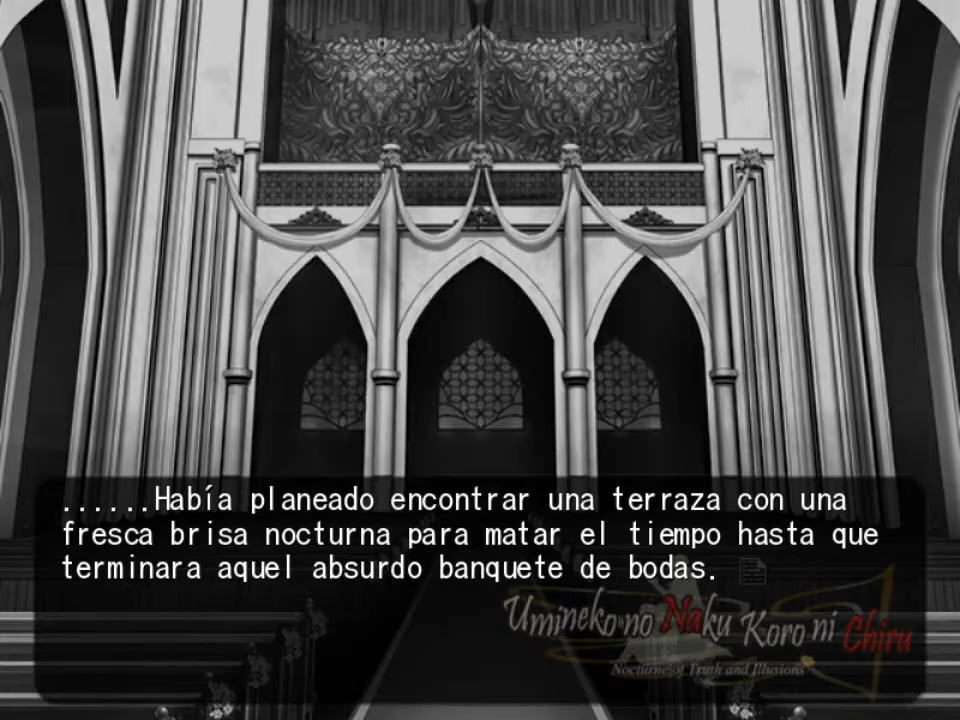 ......Había planeado encontrar una terraza con una
fresca brisa nocturna para matar el tiempo hasta que
terminara aquel absurdo banquete de bodas.
Umineko no Naku Koro ni Chiru
Nocturne of Truth and Illusions